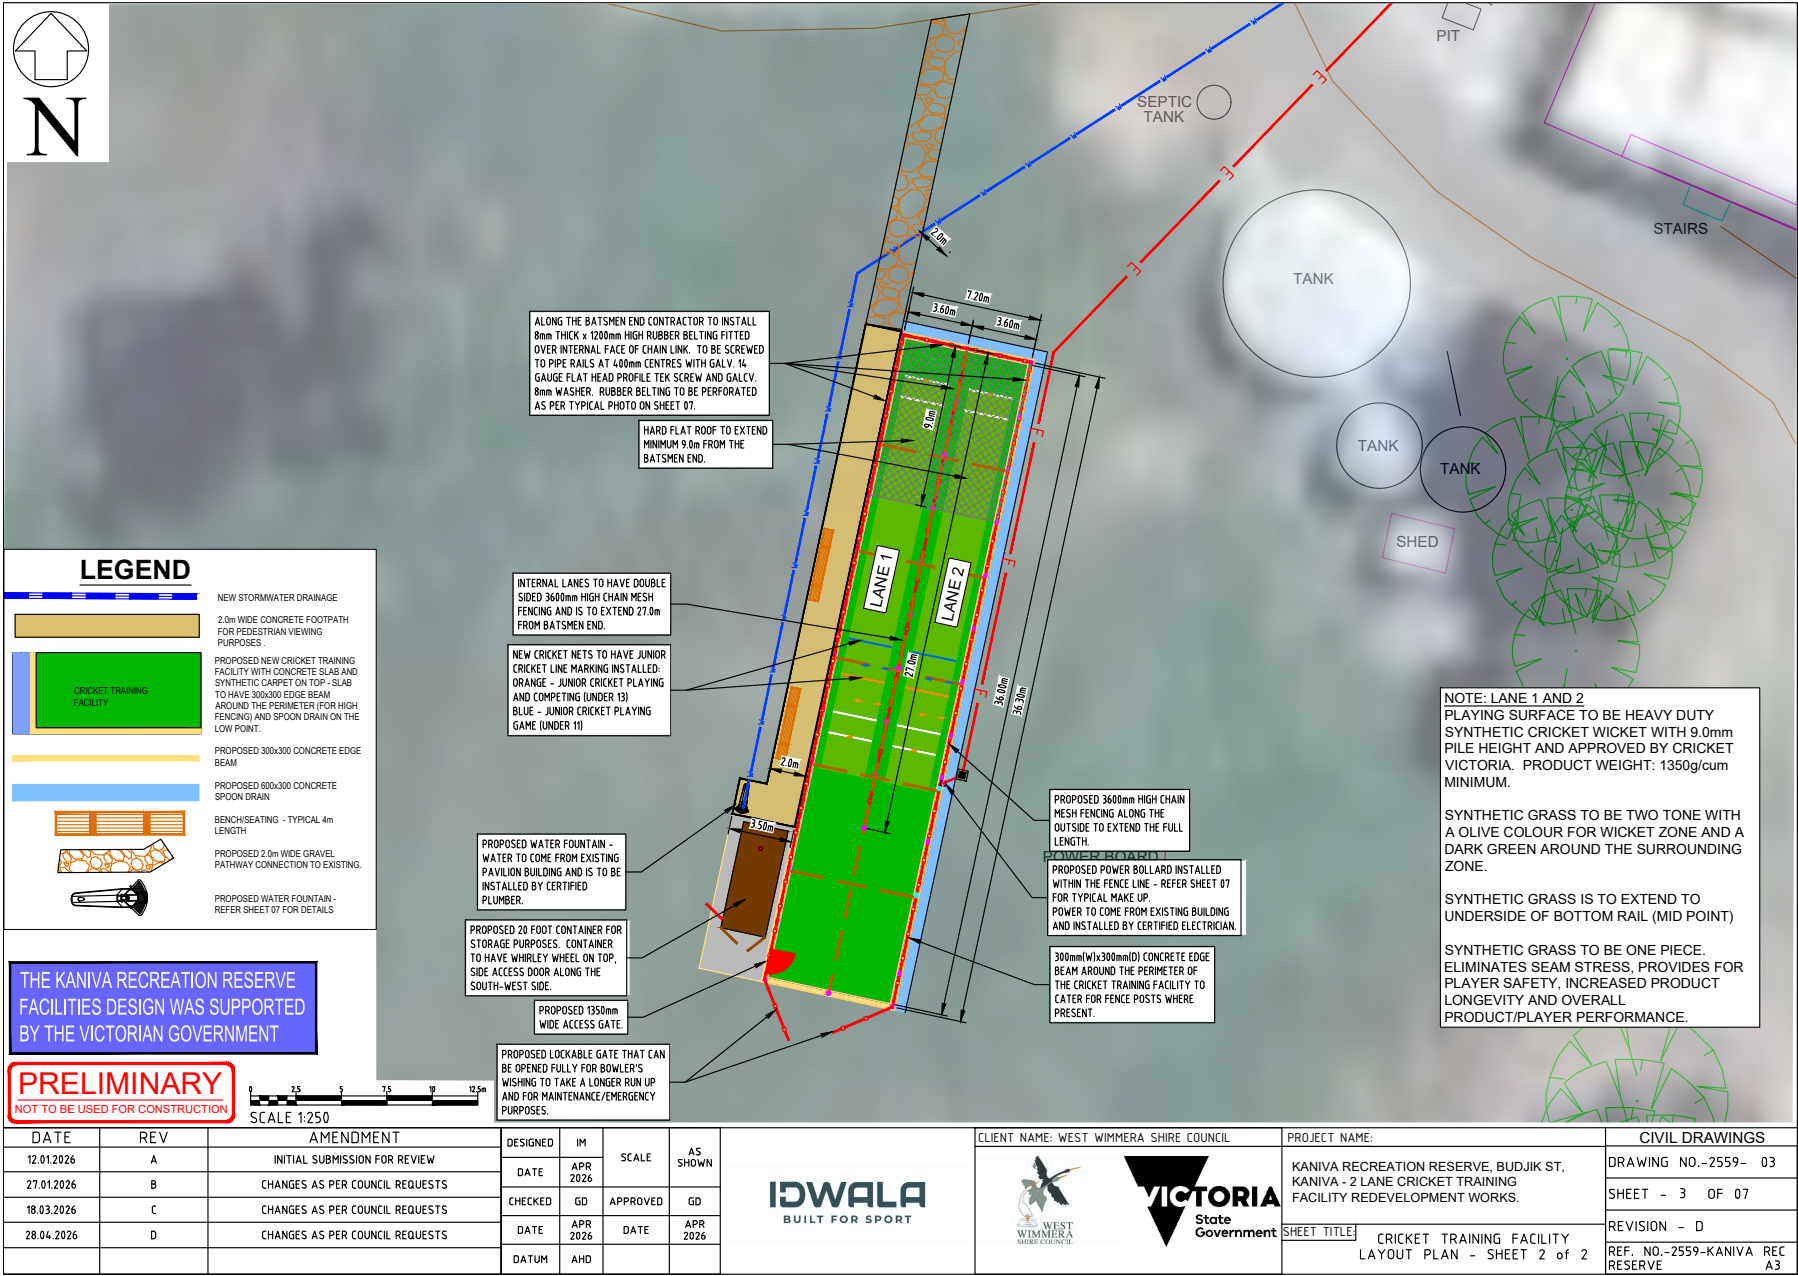 N
PIT
SEPTIC
TANK
STAIRS
TANK
TANK
TANK
SHED
2.0m
7.20m
3.60m
3.60m
9.0m
27.0m
36.00m
36.30m
2.0m
3.50m
LANE 1
LANE 2
ALONG THE BATSMEN END CONTRACTOR TO INSTALL
8mm THICK x 1200mm HIGH RUBBER BELTING FITTED
OVER INTERNAL FACE OF CHAIN LINK. TO BE SCREWED
TO PIPE RAILS AT 400mm CENTRES WITH GALV. 14
GAUGE FLAT HEAD PROFILE TEK SCREW AND GALCV.
8mm WASHER. RUBBER BELTING TO BE PERFORATED
AS PER TYPICAL PHOTO ON SHEET 07.
HARD FLAT ROOF TO EXTEND
MINIMUM 9.0m FROM THE
BATSMEN END.
INTERNAL LANES TO HAVE DOUBLE
SIDED 3600mm HIGH CHAIN MESH
FENCING AND IS TO EXTEND 27.0m
FROM BATSMEN END.
NEW CRICKET NETS TO HAVE JUNIOR
CRICKET LINE MARKING INSTALLED:
ORANGE - JUNIOR CRICKET PLAYING
AND COMPETING (UNDER 13)
BLUE - JUNIOR CRICKET PLAYING
GAME (UNDER 11)
PROPOSED WATER FOUNTAIN -
WATER TO COME FROM EXISTING
PAVILION BUILDING AND IS TO BE
INSTALLED BY CERTIFIED
PLUMBER.
PROPOSED 20 FOOT CONTAINER FOR
STORAGE PURPOSES. CONTAINER
TO HAVE WHIRLEY WHEEL ON TOP,
SIDE ACCESS DOOR ALONG THE
SOUTH-WEST SIDE.
PROPOSED 1350mm
WIDE ACCESS GATE.
PROPOSED LOCKABLE GATE THAT CAN
BE OPENED FULLY FOR BOWLER'S
WISHING TO TAKE A LONGER RUN UP
AND FOR MAINTENANCE/EMERGENCY
PURPOSES.
PROPOSED 3600mm HIGH CHAIN
MESH FENCING ALONG THE
OUTSIDE TO EXTEND THE FULL
LENGTH.
POWER BOARD
PROPOSED POWER BOLLARD INSTALLED
WITHIN THE FENCE LINE - REFER SHEET 07
FOR TYPICAL MAKE UP.
POWER TO COME FROM EXISTING BUILDING
AND INSTALLED BY CERTIFIED ELECTRICIAN.
300mm(W)x300mm(D) CONCRETE EDGE
BEAM AROUND THE PERIMETER OF
THE CRICKET TRAINING FACILITY TO
CATER FOR FENCE POSTS WHERE
PRESENT.
NOTE: LANE 1 AND 2
PLAYING SURFACE TO BE HEAVY DUTY
SYNTHETIC CRICKET WICKET WITH 9.0mm
PILE HEIGHT AND APPROVED BY CRICKET
VICTORIA. PRODUCT WEIGHT: 1350g/cum
MINIMUM.
SYNTHETIC GRASS TO BE TWO TONE WITH
A OLIVE COLOUR FOR WICKET ZONE AND A
DARK GREEN AROUND THE SURROUNDING
ZONE.
SYNTHETIC GRASS IS TO EXTEND TO
UNDERSIDE OF BOTTOM RAIL (MID POINT)
SYNTHETIC GRASS TO BE ONE PIECE.
ELIMINATES SEAM STRESS, PROVIDES FOR
PLAYER SAFETY, INCREASED PRODUCT
LONGEVITY AND OVERALL
PRODUCT/PLAYER PERFORMANCE.
LEGEND
NEW STORMWATER DRAINAGE
2.0m WIDE CONCRETE FOOTPATH
FOR PEDESTRIAN VIEWING
PURPOSES .
CRICKET TRAINING
FACILITY
PROPOSED NEW CRICKET TRAINING
FACILITY WITH CONCRETE SLAB AND
SYNTHETIC CARPET ON TOP - SLAB
TO HAVE 300x300 EDGE BEAM
AROUND THE PERIMETER (FOR HIGH
FENCING) AND SPOON DRAIN ON THE
LOW POINT.
PROPOSED 300x300 CONCRETE EDGE
BEAM
PROPOSED 600x300 CONCRETE
SPOON DRAIN
BENCH/SEATING - TYPICAL 4m
LENGTH
PROPOSED 2.0m WIDE GRAVEL
PATHWAY CONNECTION TO EXISTING.
PROPOSED WATER FOUNTAIN -
REFER SHEET 07 FOR DETAILS
THE KANIVA RECREATION RESERVE
FACILITIES DESIGN WAS SUPPORTED
BY THE VICTORIAN GOVERNMENT
PRELIMINARY
NOT TO BE USED FOR CONSTRUCTION
0 2.5 5 7.5 10 12.5m
SCALE 1:250
DATE REV AMENDMENT
12.01.2026 A INITIAL SUBMISSION FOR REVIEW
27.01.2026 B CHANGES AS PER COUNCIL REQUESTS
18.03.2026 C CHANGES AS PER COUNCIL REQUESTS
28.04.2026 D CHANGES AS PER COUNCIL REQUESTS
DESIGNED IM SCALE AS SHOWN
DATE APR 2026
CHECKED GD APPROVED GD
DATE APR 2026 DATE APR 2026
DATUM AHD
IDWALA
BUILT FOR SPORT
CLIENT NAME: WEST WIMMERA SHIRE COUNCIL
WEST
WIMMERA
SHIRE COUNCIL
VICTORIA
State
Government
PROJECT NAME:
KANIVA RECREATION RESERVE, BUDJIK ST,
KANIVA - 2 LANE CRICKET TRAINING
FACILITY REDEVELOPMENT WORKS.
SHEET TITLE:
CRICKET TRAINING FACILITY
LAYOUT PLAN - SHEET 2 of 2
CIVIL DRAWINGS
DRAWING NO.-2559- 03
SHEET - 3 OF 07
REVISION - D
REF. NO.-2559-KANIVA REC
RESERVE A3